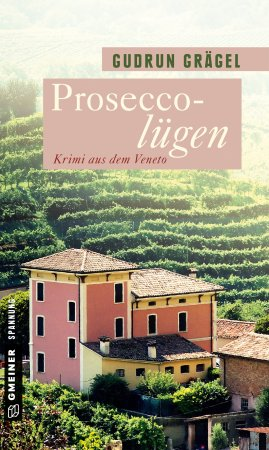 GUDRUN GRÄGEL
Prosecco-
lügen
Krimi aus dem Veneto
GMEINER SPANNUNG